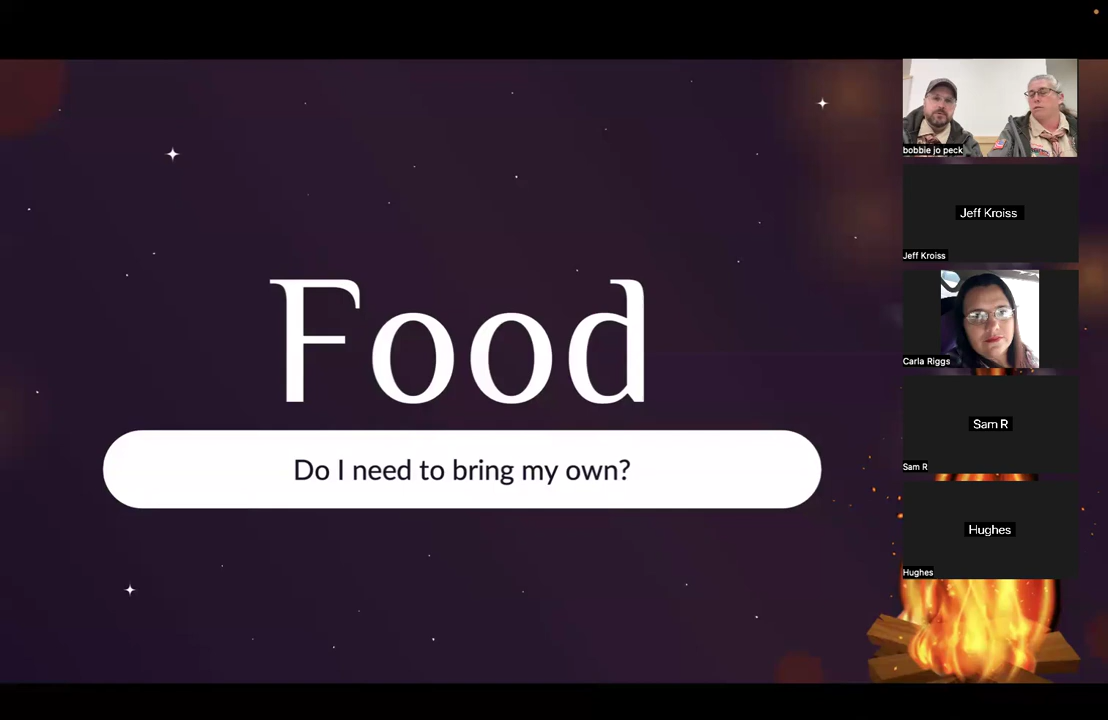 Food
Do I need to bring my own?
bobbie jo peck
Jeff Kroiss
Jeff Kroiss
Carla Riggs
Sam R
Sam R
Hughes
Hughes